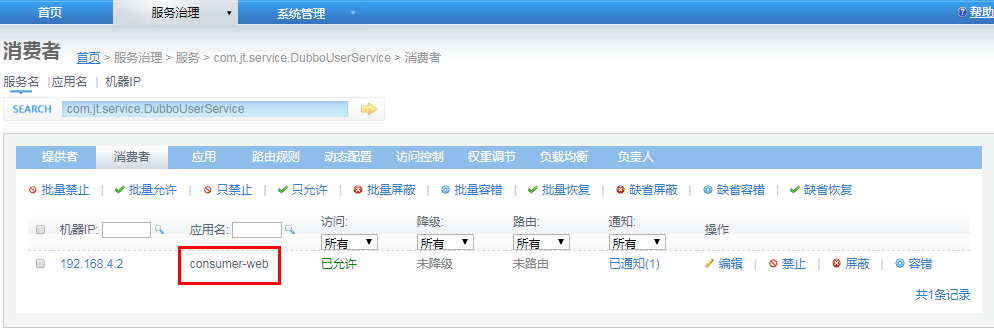 首页 服务治理 系统管理 帮助
消费者 首页 > 服务治理 > 服务 > com.jt.service.DubboUserService > 消费者
服务名 | 应用名 | 机器IP
SEARCH com.jt.service.DubboUserService
提供者 消费者 应用 路由规则 动态配置 访问控制 权重调节 负载均衡 负责人
批量禁止 | 批量允许 | 只禁止 | 只允许 | 批量屏蔽 | 批量容错 | 批量恢复 | 缺省屏蔽 | 缺省容错 | 缺省恢复
机器IP: 应用名: 访问: 降级: 路由: 通知: 操作
所有 所有 所有 所有
192.168.4.2 consumer-web 已允许 未降级 未路由 已通知(1) 编辑 | 禁止 | 屏蔽 | 容错
共1条记录